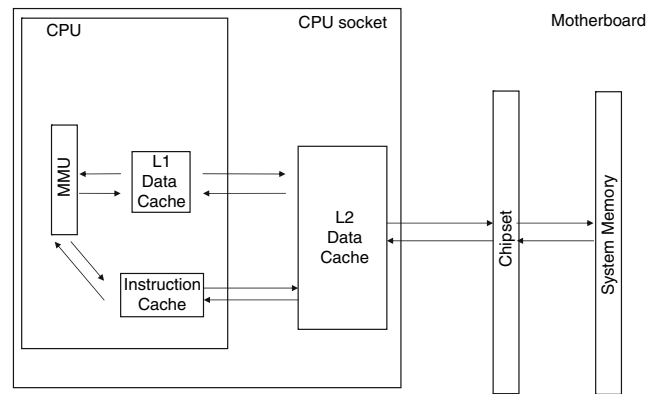 CPU
CPU socket
Motherboard
MMU
L1
Data
Cache
L2
Data
Cache
Instruction
Cache
Chipset
System Memory